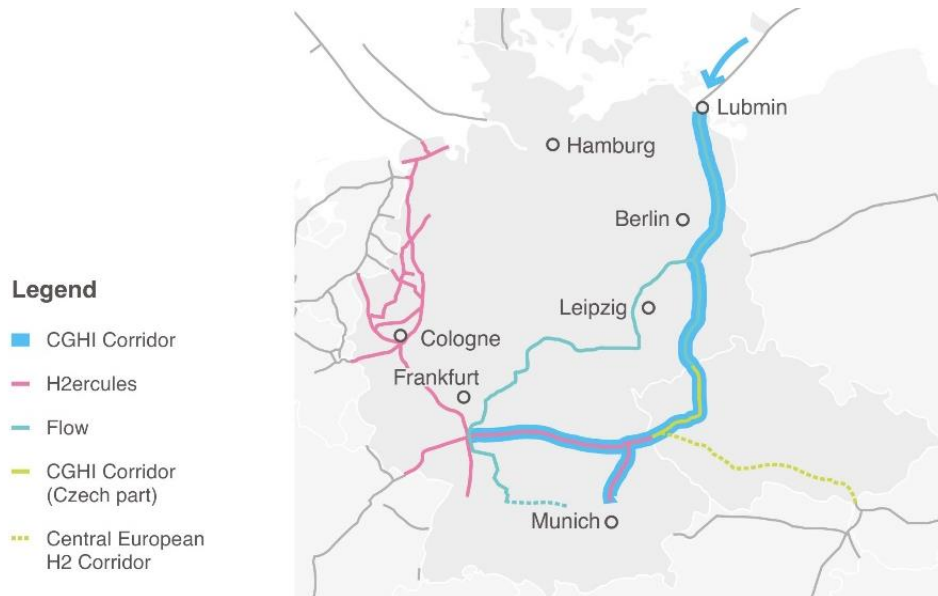 Legend
CGHI Corridor
H2ercules
Flow
CGHI Corridor
(Czech part)
Central European
H2 Corridor
Lubmin
Hamburg
Berlin
Leipzig
Cologne
Frankfurt
Munich